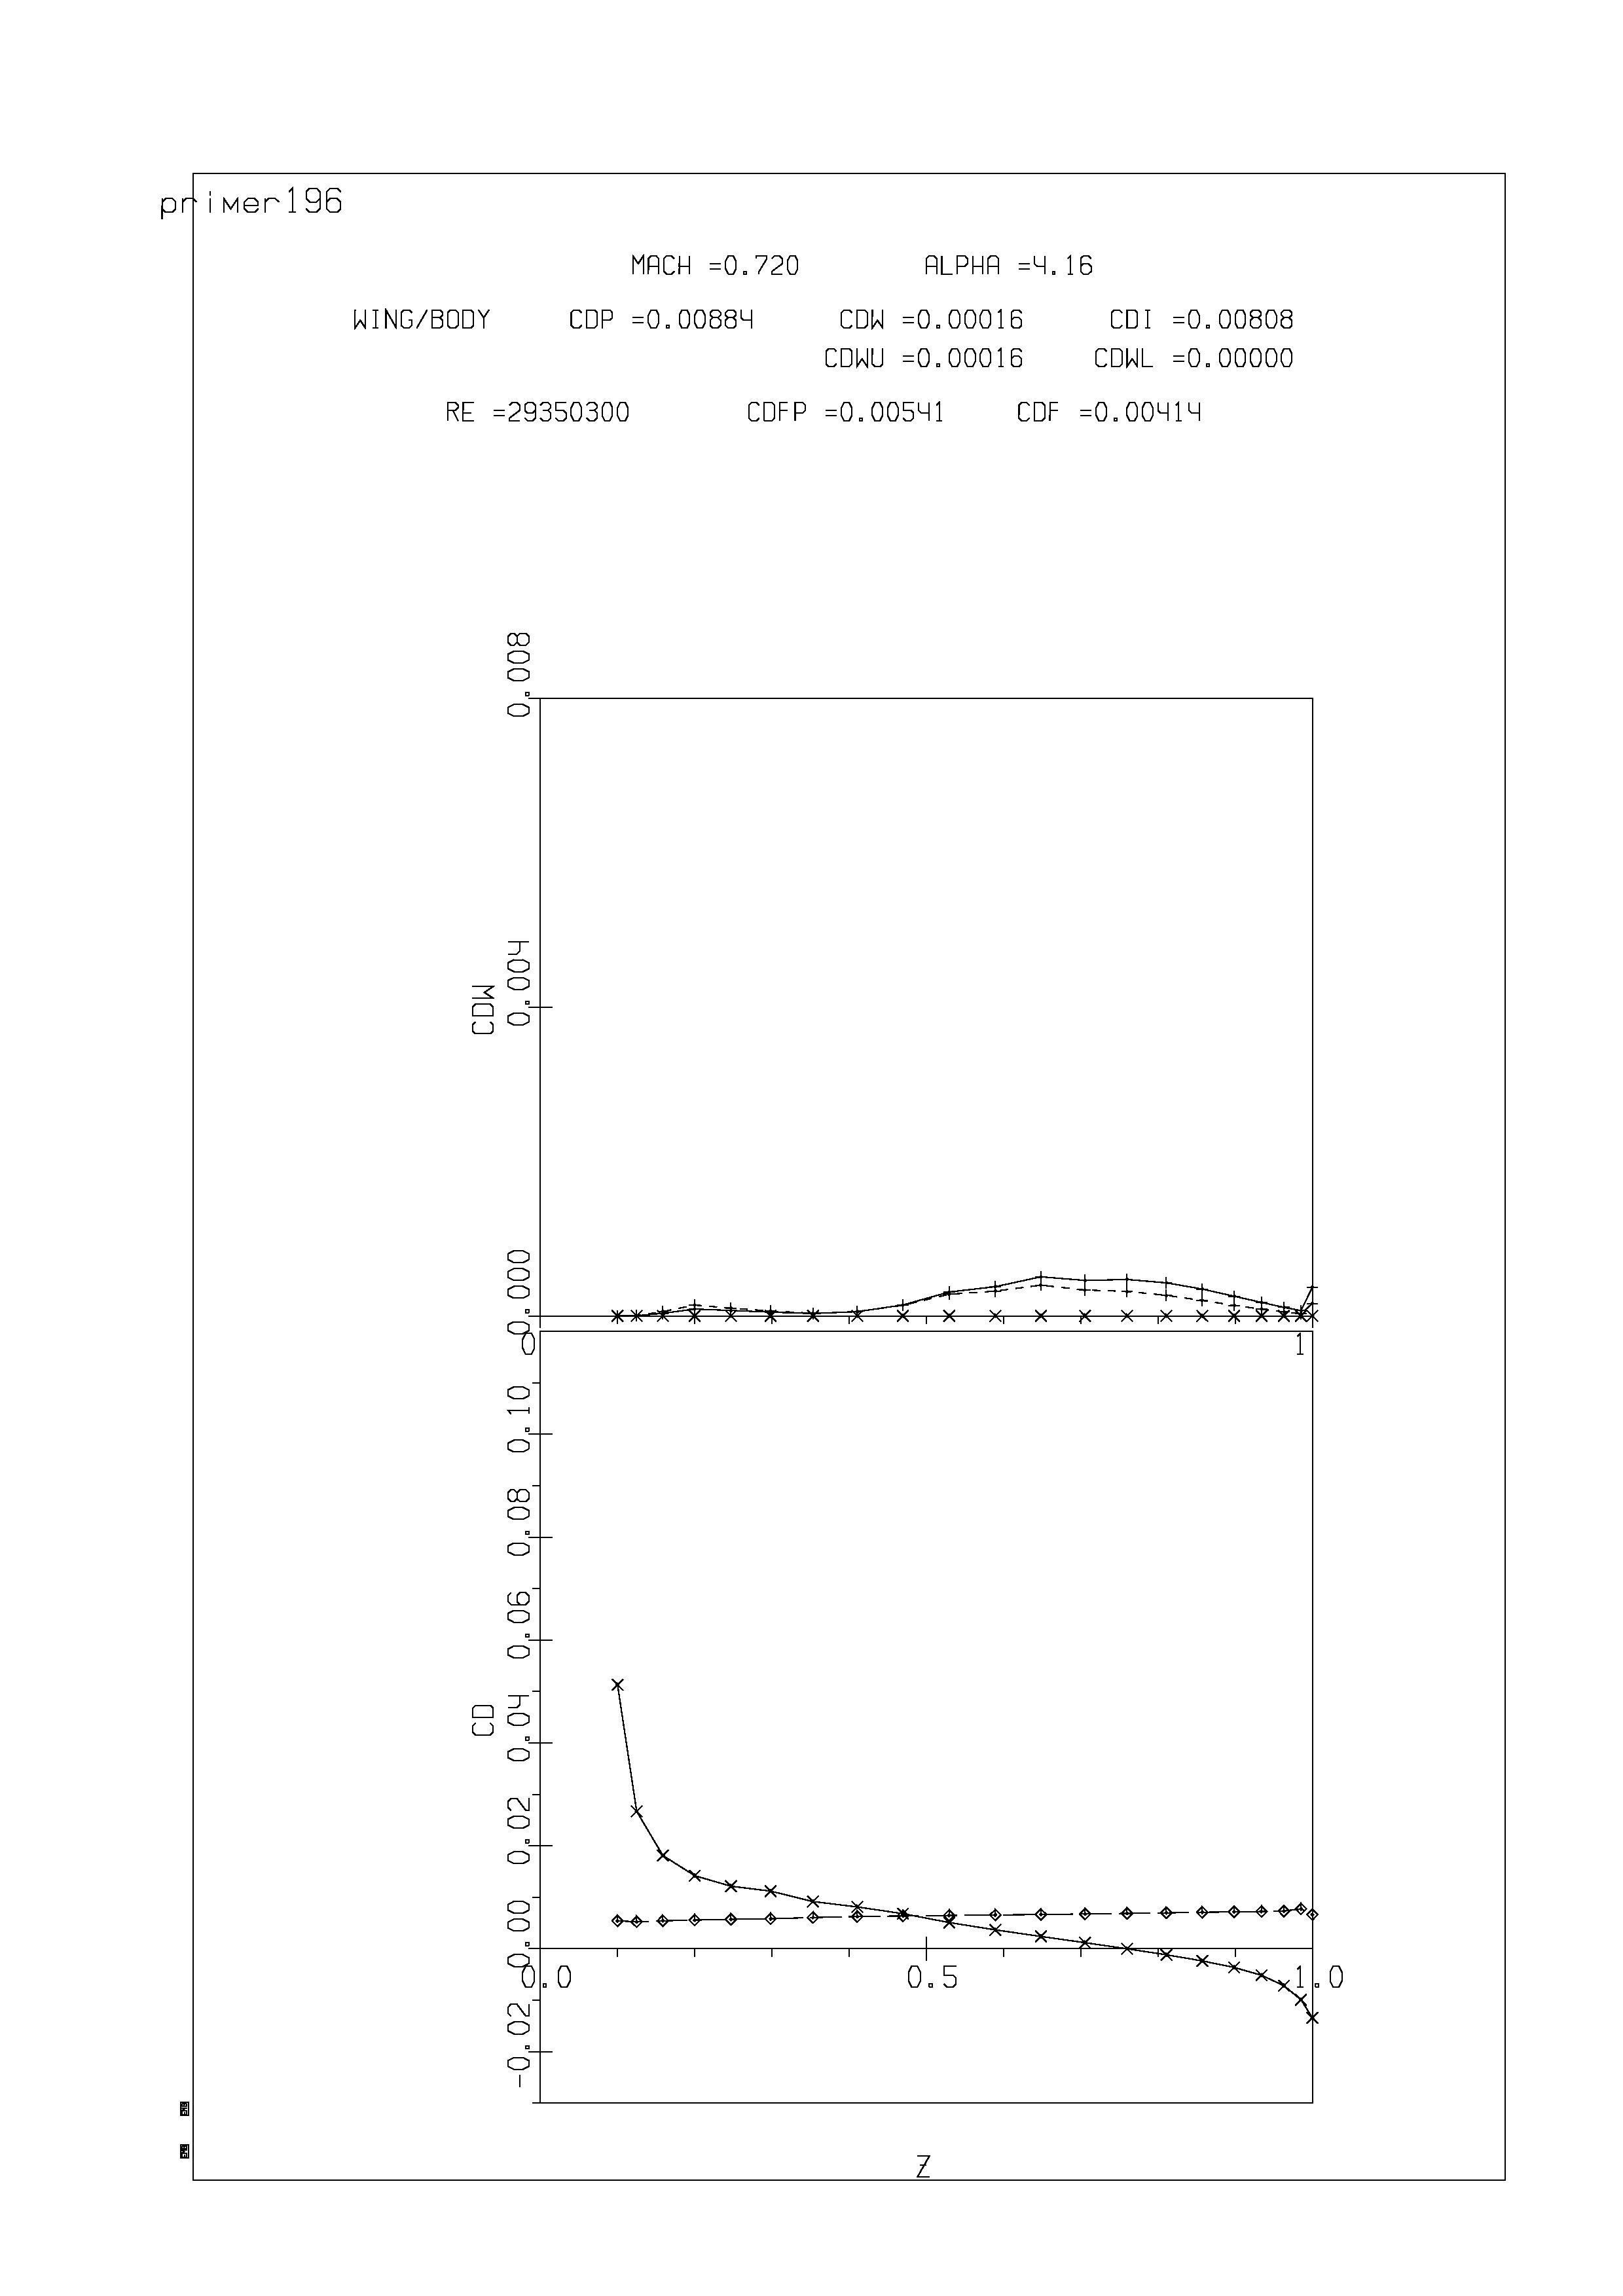 primer196
MACH =0.720 ALPHA =4.16
WING/BODY CDP =0.00884 CDW =0.00016 CDI =0.00808
CDWU =0.00016 CDWL =0.00000
RE =29350300 CDFP =0.00541 CDF =0.00414
0.008
0.004
CDW
0.000
0 1
0.10
0.08
0.06
0.04
CD
0.02
0.00
0.0 0.5 1.0
-0.02
Z